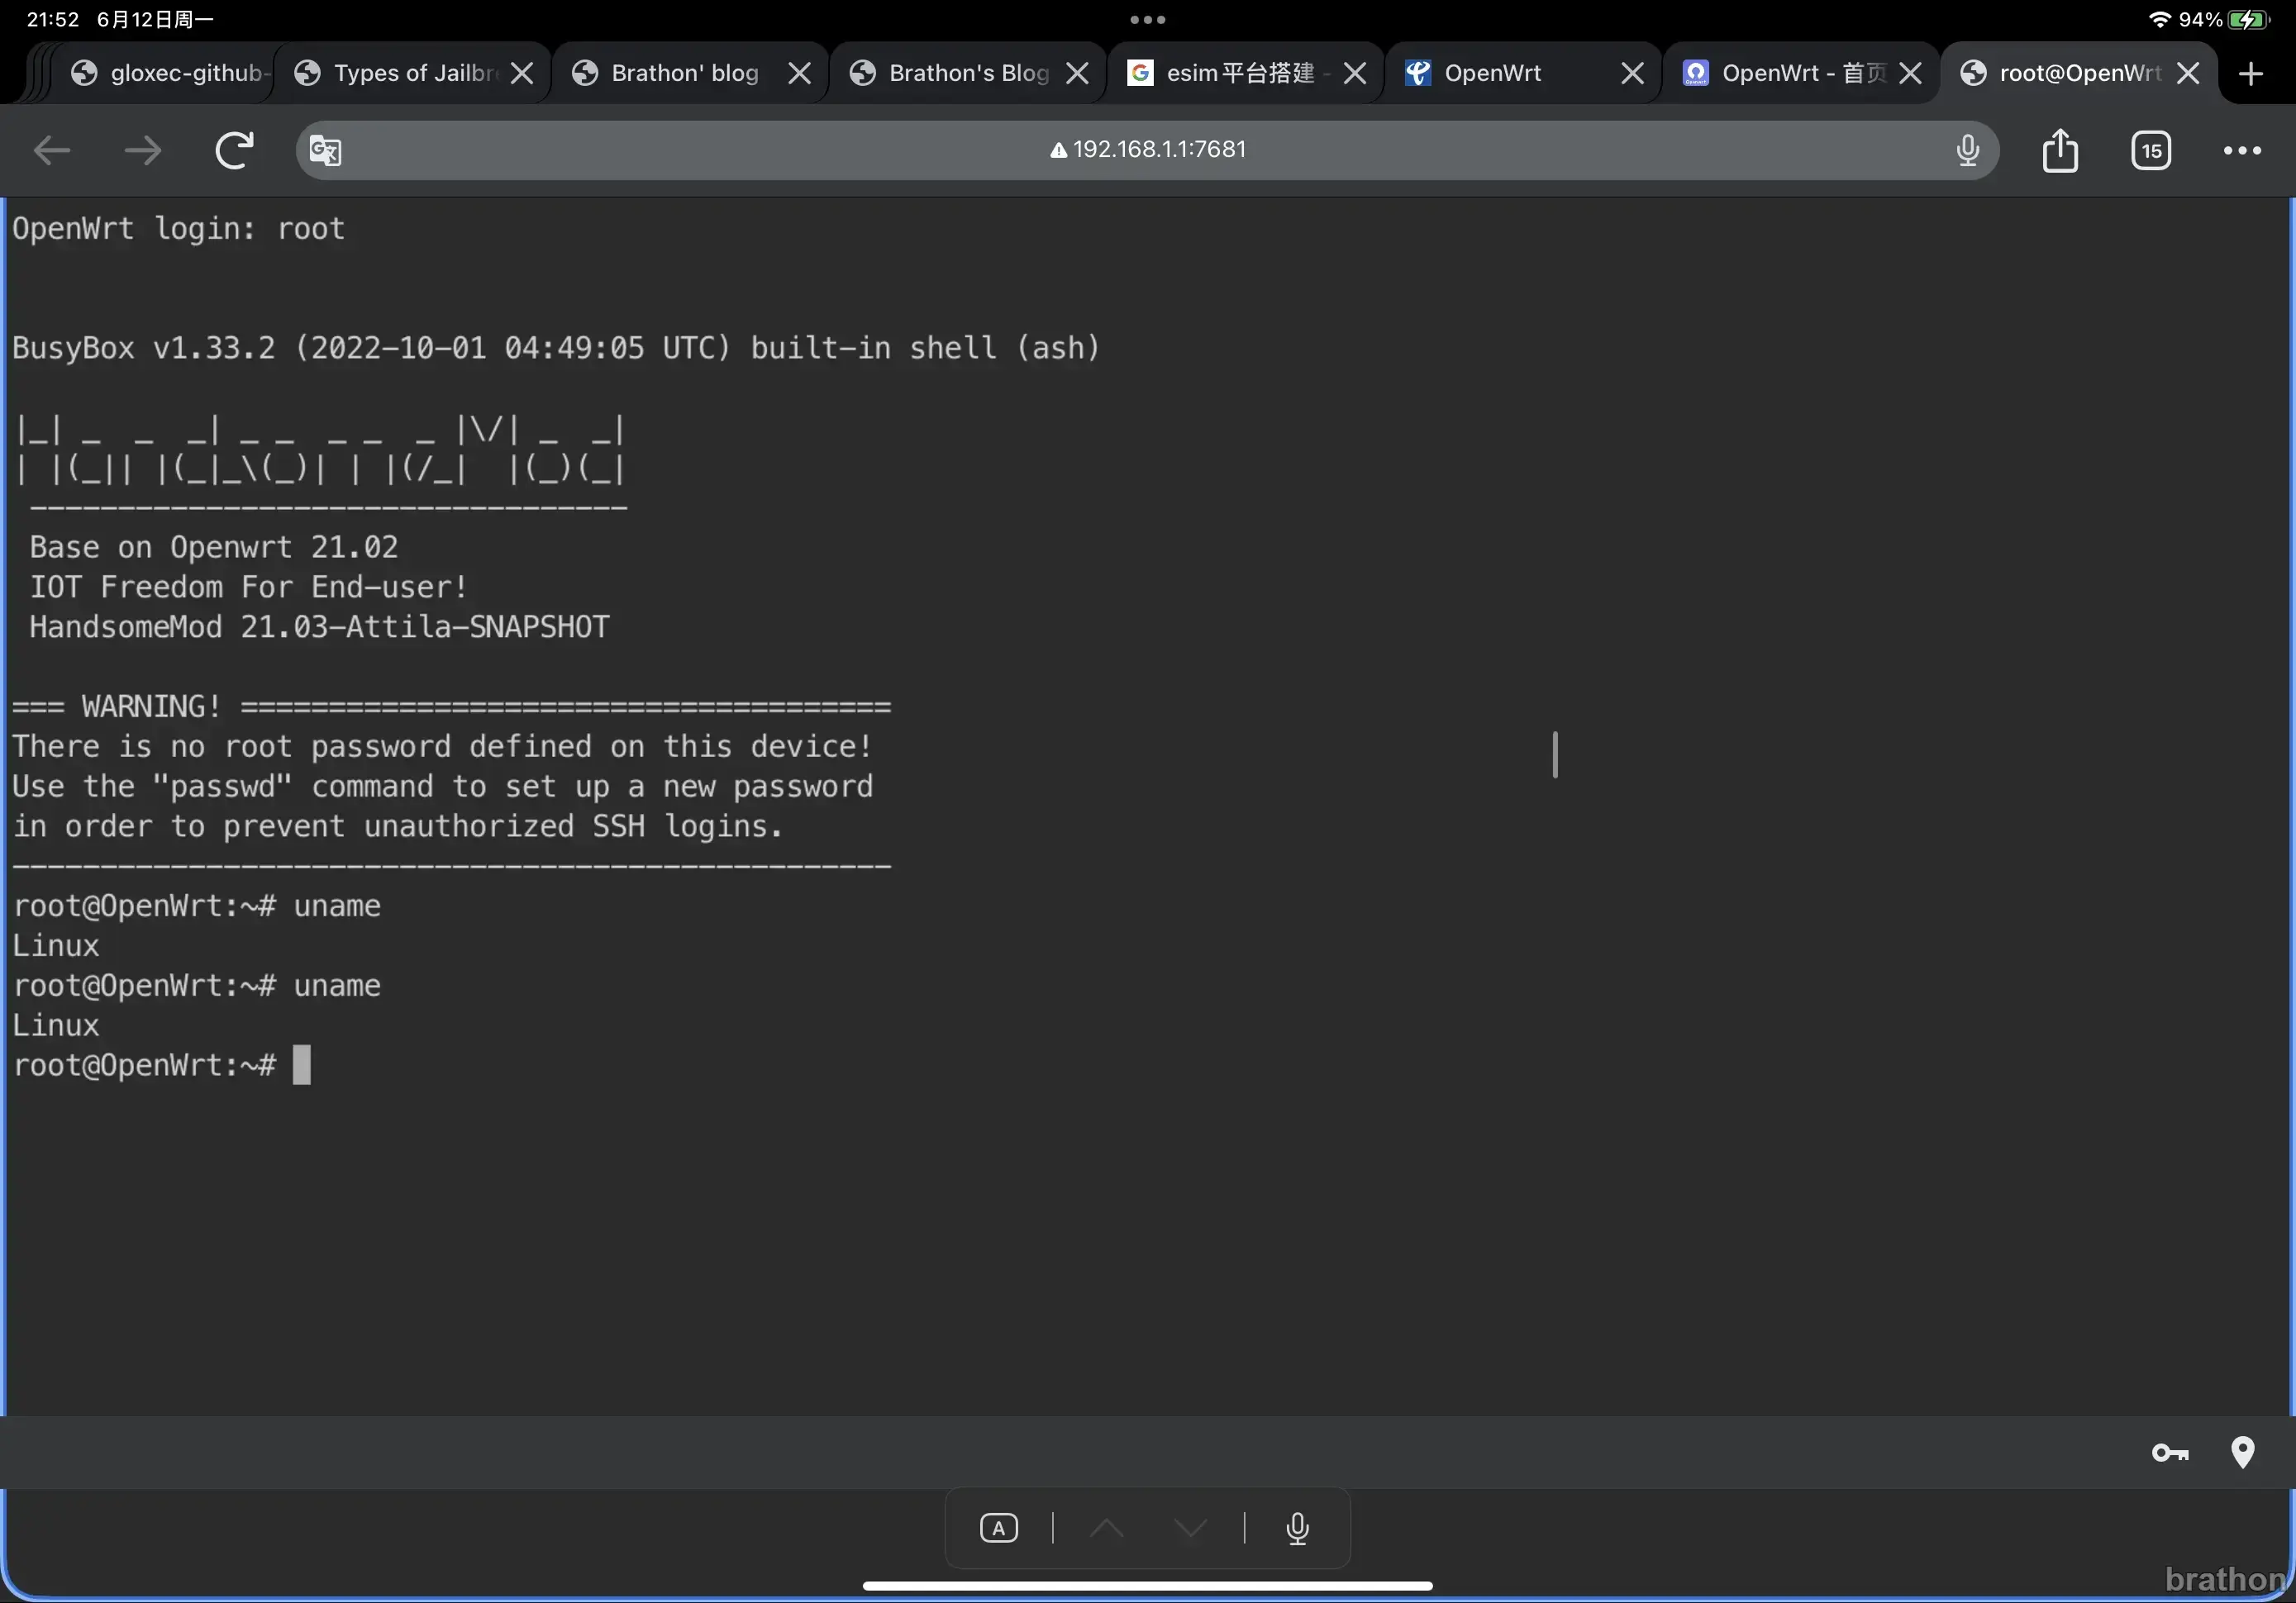 21:52 6月12日周一
94%
gloxec-github-
Types of Jailbre
Brathon' blog
Brathon's Blog
esim平台搭建 -
OpenWrt
OpenWrt - 首页
root@OpenWrt
192.168.1.1:7681
15
OpenWrt login: root
BusyBox v1.33.2 (2022-10-01 04:49:05 UTC) built-in shell (ash)
|_| _  _  _| _ _  _ _  _ |\/| _  _|
| |(_|| |(_|_\(_)| | |(/_|  |(_)(_|
----------------------------------
Base on Openwrt 21.02
IOT Freedom For End-user!
HandsomeMod 21.03-Attila-SNAPSHOT
=== WARNING! =====================================
There is no root password defined on this device!
Use the "passwd" command to set up a new password
in order to prevent unauthorized SSH logins.
--------------------------------------------------
root@OpenWrt:~# uname
Linux
root@OpenWrt:~# uname
Linux
root@OpenWrt:~#
A
brathon